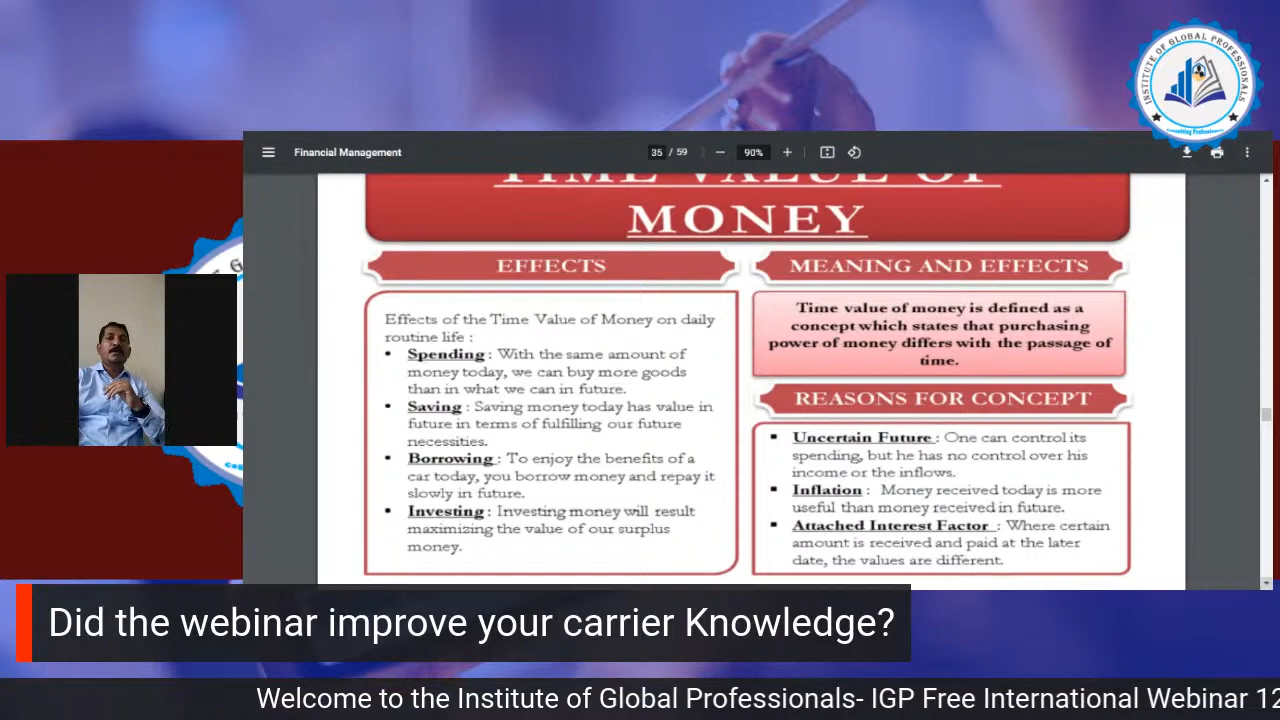 INSTITUTE OF GLOBAL PROFESSIONALS
Consulting Professionals
Financial Management
35 / 59
90%
TIME VALUE OF
MONEY
EFFECTS
Effects of the Time Value of Money on daily
routine life :
• Spending : With the same amount of
money today, we can buy more goods
than in what we can in future.
• Saving : Saving money today has value in
future in terms of fulfilling our future
necessities.
• Borrowing : To enjoy the benefits of a
car today, you borrow money and repay it
slowly in future.
• Investing : Investing money will result
maximizing the value of our surplus
money.
MEANING AND EFFECTS
Time value of money is defined as a
concept which states that purchasing
power of money differs with the passage of
time.
REASONS FOR CONCEPT
▪ Uncertain Future : One can control its
spending, but he has no control over his
income or the inflows.
▪ Inflation : Money received today is more
useful than money received in future.
▪ Attached Interest Factor : Where certain
amount is received and paid at the later
date, the values are different.
Did the webinar improve your carrier Knowledge?
Welcome to the Institute of Global Professionals- IGP Free International Webinar 12